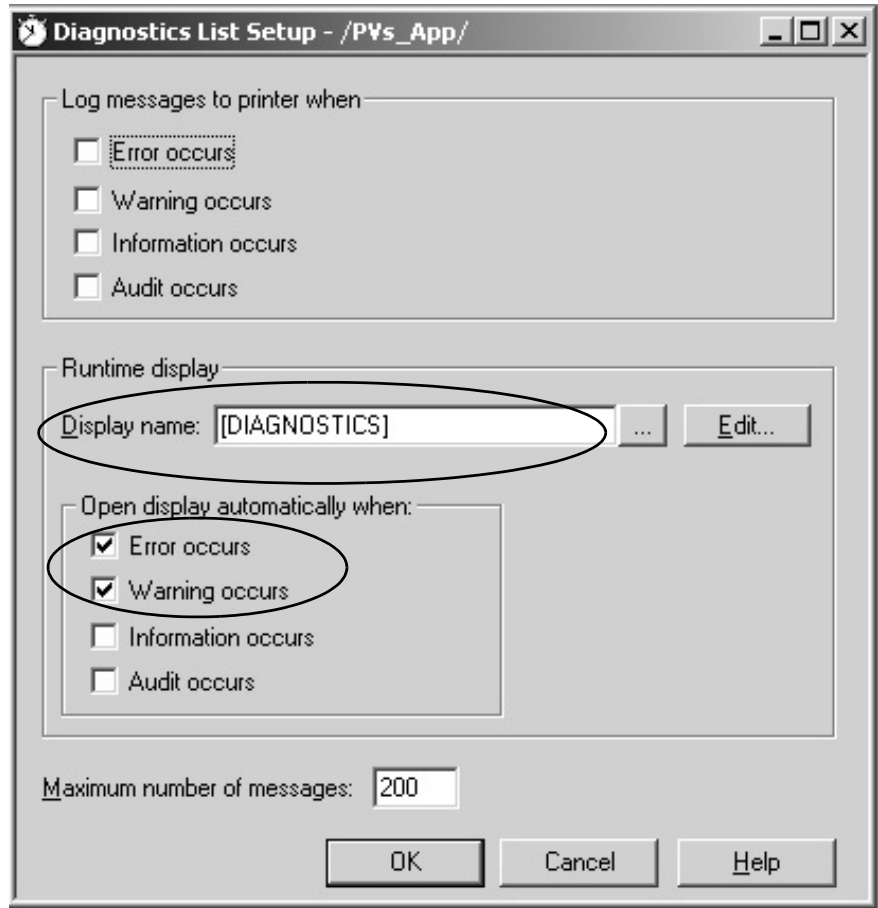 Diagnostics List Setup - /PVs_App/
Log messages to printer when
Error occurs
Warning occurs
Information occurs
Audit occurs
Runtime display
Display name: [DIAGNOSTICS] ... Edit...
Open display automatically when:
Error occurs
Warning occurs
Information occurs
Audit occurs
Maximum number of messages: 200
OK Cancel Help